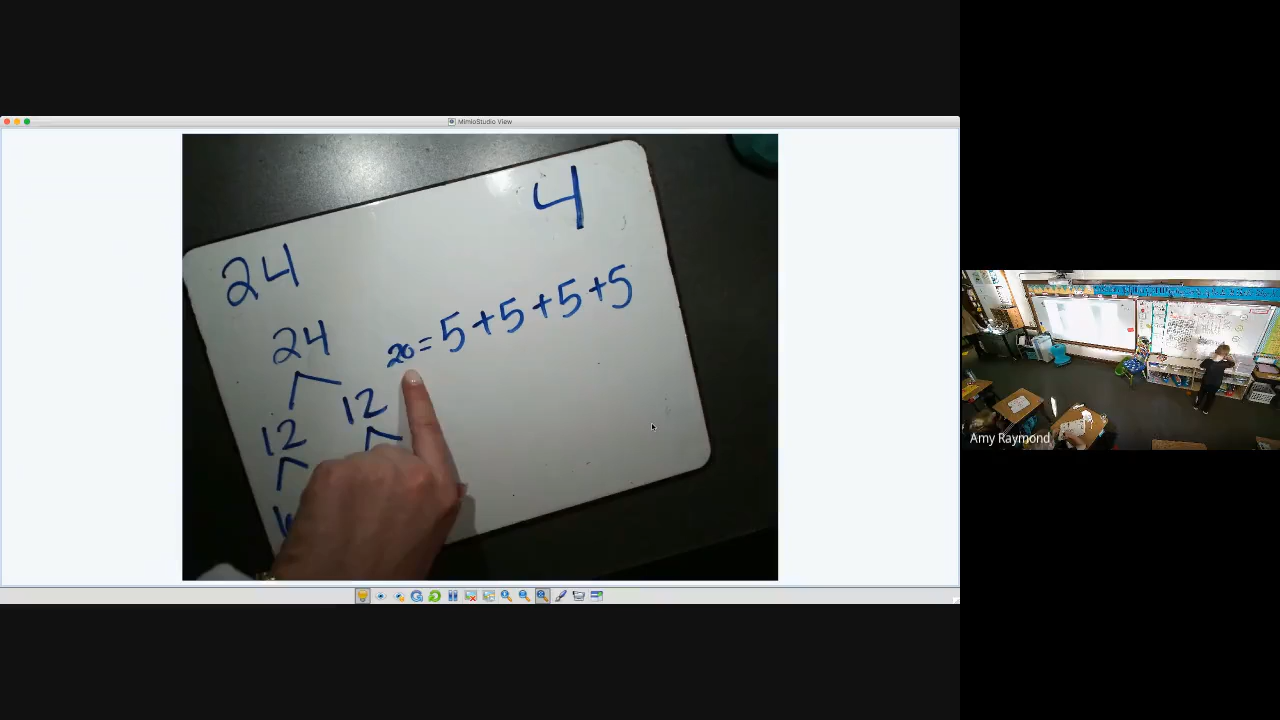 MimioStudio View
4
24
24
20 = 5 + 5 + 5 + 5
12 12
Amy Raymond